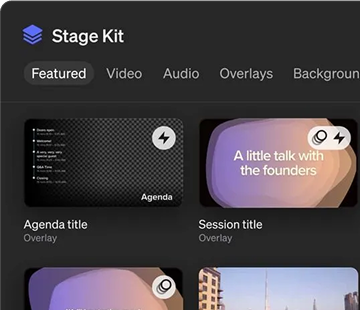 Stage Kit
Featured
Video
Audio
Overlays
Backgroun
Agenda
A little talk with
the founders
Agenda title
Overlay
Session title
Overlay